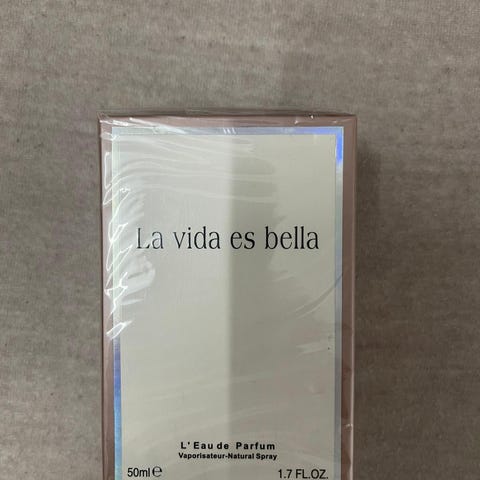 La vida es bella
L'Eau de Parfum
Vaporisateur-Natural Spray
50ml ℮ 1.7 FL.OZ.